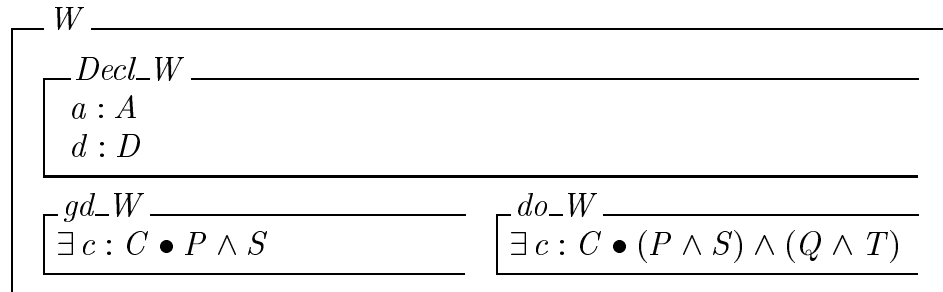 W
Decl_W
a : A
d : D
gd_W do_W
∃ c : C • P ∧ S ∃ c : C • (P ∧ S) ∧ (Q ∧ T)